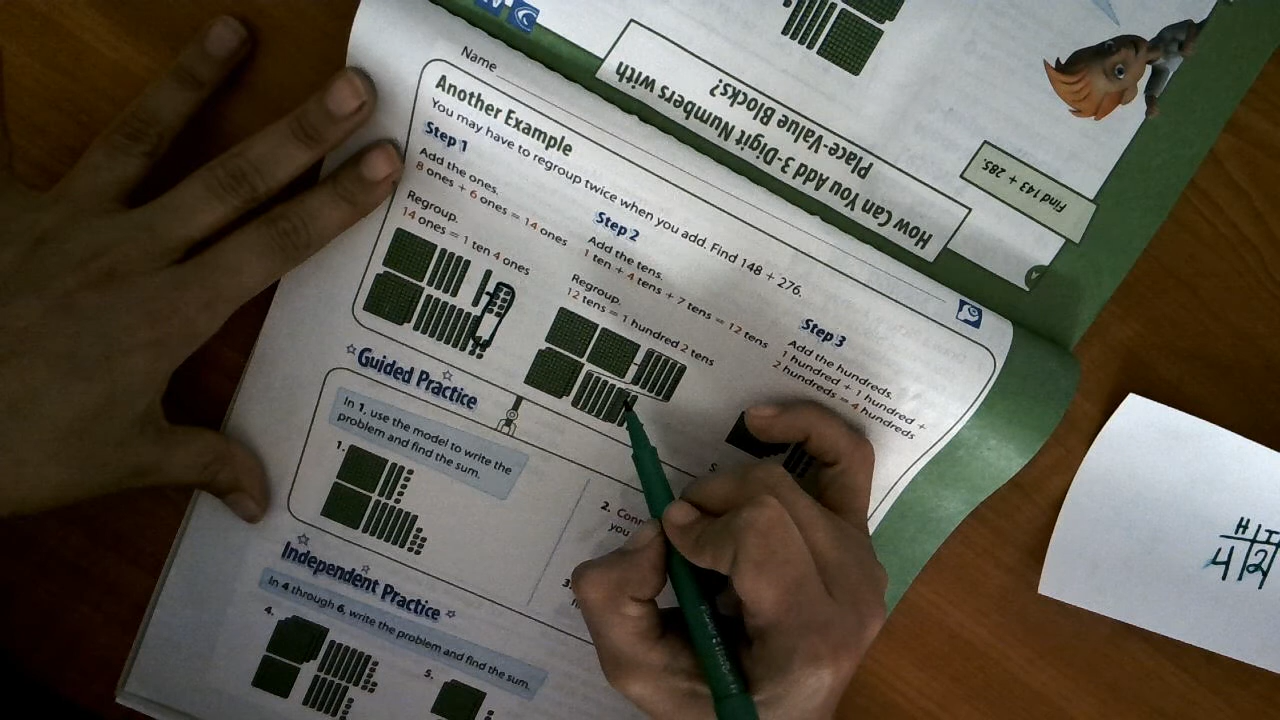 How Can You Add 3-Digit Numbers with
Place-Value Blocks?
Find 143 + 285.
Name
Another Example
You may have to regroup twice when you add. Find 148 + 276.
Step 1
Add the ones.
8 ones + 6 ones = 14 ones
Regroup.
14 ones = 1 ten 4 ones
Step 2
Add the tens.
1 ten + 4 tens + 7 tens = 12 tens
Regroup.
12 tens = 1 hundred 2 tens
Step 3
Add the hundreds.
1 hundred + 1 hundred +
2 hundreds = 4 hundreds
Guided Practice
In 1, use the model to write the
problem and find the sum.
1.
2.
Independent Practice
In 4 through 6, write the problem and find the sum.
4.
5.
H T
4 2